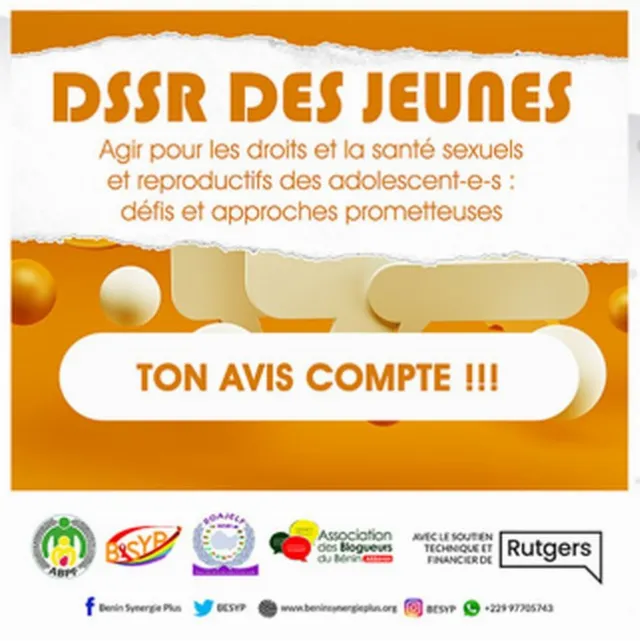 DSSR DES JEUNES
Agir pour les droits et la santé sexuels
et reproductifs des adolescent-e-s :
défis et approches prometteuses
TON AVIS COMPTE !!!
ABPF
BESYP
ROAJELF
Association
des Blogueurs
du Bénin
AVEC LE SOUTIEN
TECHNIQUE ET
FINANCIER DE
Rutgers
Benin Synergie Plus
BESYP
www.beninsynergieplus.org
BESYP
+229 97705743